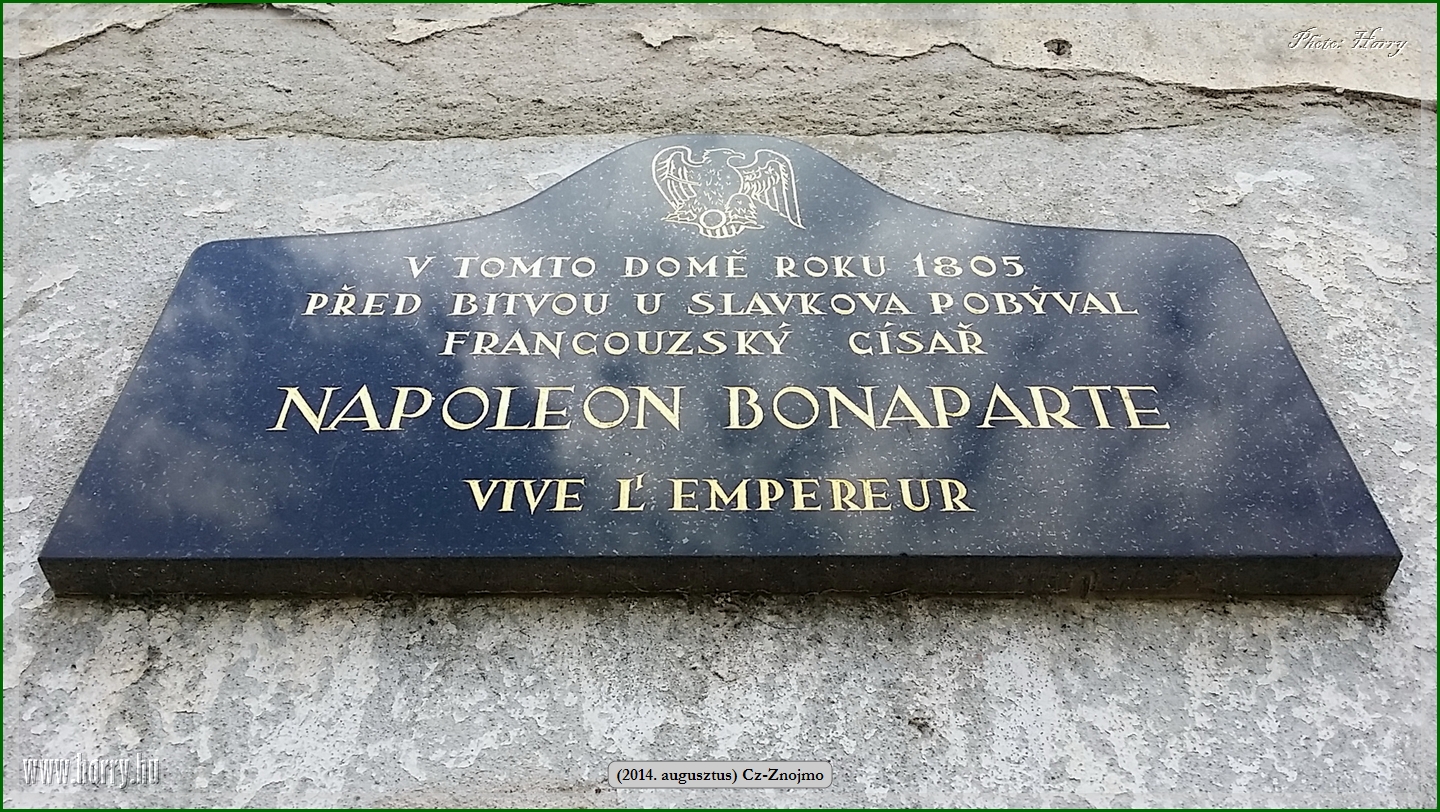 Photo: Horry
V TOMTO DOMĚ ROKU 1805
PŘED BITVOU U SLAVKOVA POBÝVAL
FRANCOUZSKÝ CÍSAŘ
NAPOLEON BONAPARTE
VIVE L' EMPEREUR
www.horry.hu
(2014. augusztus) Cz-Znojmo